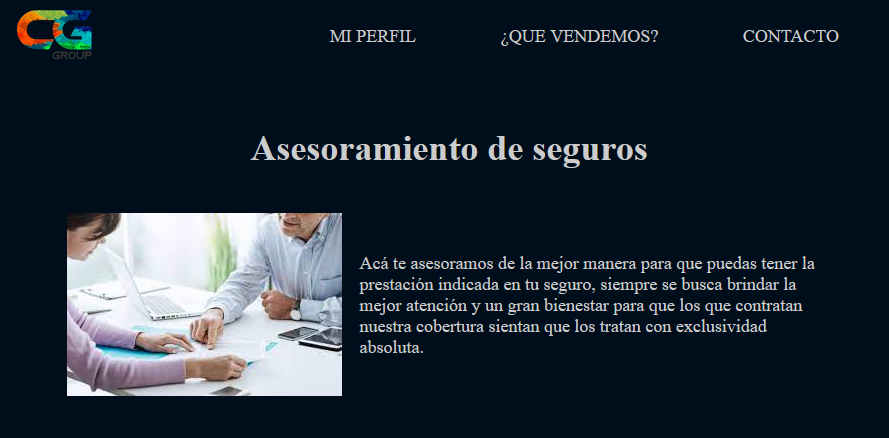 CG
GROUP
MI PERFIL ¿QUE VENDEMOS? CONTACTO
Asesoramiento de seguros
Acá te asesoramos de la mejor manera para que puedas tener la
prestación indicada en tu seguro, siempre se busca brindar la
mejor atención y un gran bienestar para que los que contratan
nuestra cobertura sientan que los tratan con exclusividad
absoluta.